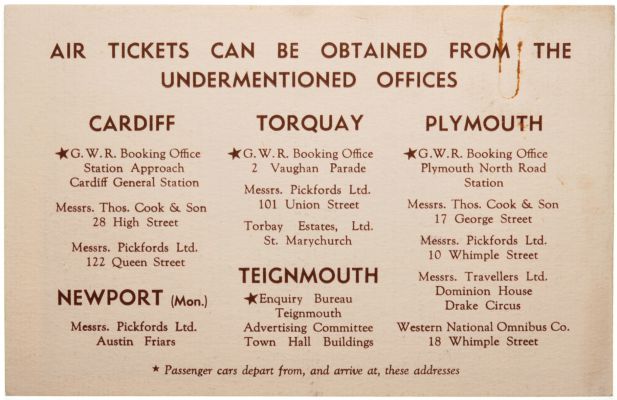 AIR TICKETS CAN BE OBTAINED FROM THE
UNDERMENTIONED OFFICES
CARDIFF
★G.W.R. Booking Office
Station Approach
Cardiff General Station
Messrs. Thos. Cook & Son
28 High Street
Messrs. Pickfords Ltd.
122 Queen Street
NEWPORT (Mon.)
Messrs. Pickfords Ltd.
Austin Friars
TORQUAY
★G.W.R. Booking Office
2 Vaughan Parade
Messrs. Pickfords Ltd.
101 Union Street
Torbay Estates, Ltd.
St. Marychurch
TEIGNMOUTH
★Enquiry Bureau
Teignmouth
Advertising Committee
Town Hall Buildings
PLYMOUTH
★G.W.R. Booking Office
Plymouth North Road
Station
Messrs. Thos. Cook & Son
17 George Street
Messrs. Pickfords Ltd.
10 Whimple Street
Messrs. Travellers Ltd.
Dominion House
Drake Circus
Western National Omnibus Co.
18 Whimple Street
★ Passenger cars depart from, and arrive at, these addresses